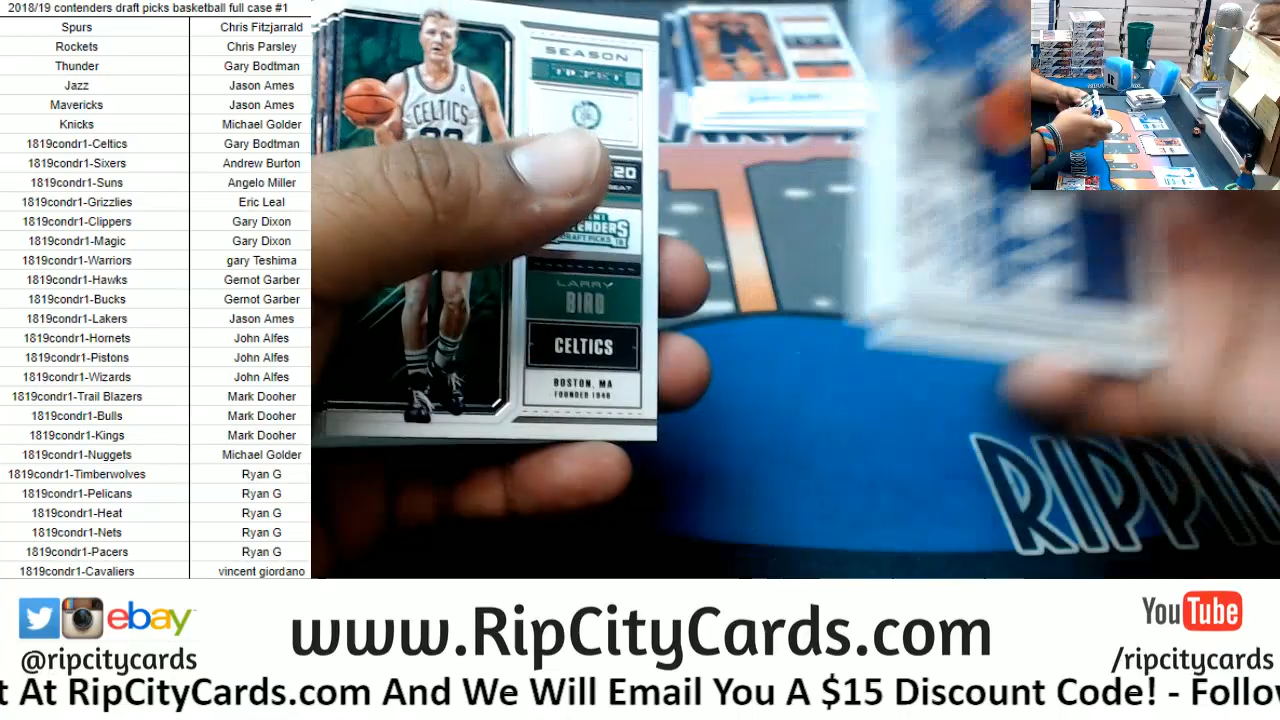 2018/19 contenders draft picks basketball full case #1
Spurs Chris Fitzjarrald
Rockets Chris Parsley
Thunder Gary Bodtman
Jazz Jason Ames
Mavericks Jason Ames
Knicks Michael Golder
1819condr1-Celtics Gary Bodtman
1819condr1-Sixers Andrew Burton
1819condr1-Suns Angelo Miller
1819condr1-Grizzlies Eric Leal
1819condr1-Clippers Gary Dixon
1819condr1-Magic Gary Dixon
1819condr1-Warriors gary Teshima
1819condr1-Hawks Gernot Garber
1819condr1-Bucks Gernot Garber
1819condr1-Lakers Jason Ames
1819condr1-Hornets John Alfes
1819condr1-Pistons John Alfes
1819condr1-Wizards John Alfes
1819condr1-Trail Blazers Mark Dooher
1819condr1-Bulls Mark Dooher
1819condr1-Kings Mark Dooher
1819condr1-Nuggets Michael Golder
1819condr1-Timberwolves Ryan G
1819condr1-Pelicans Ryan G
1819condr1-Heat Ryan G
1819condr1-Nets Ryan G
1819condr1-Pacers Ryan G
1819condr1-Cavaliers vincent giordano
SEASON
TICKET
CELTICS
DRAFT PICKS
LARRY
BIRD
CELTICS
BOSTON, MA
FOUNDED 1946
RIPPIN
ebay
@ripcitycards
www.RipCityCards.com
YouTube
/ripcitycards
t At RipCityCards.com And We Will Email You A $15 Discount Code! - Follow